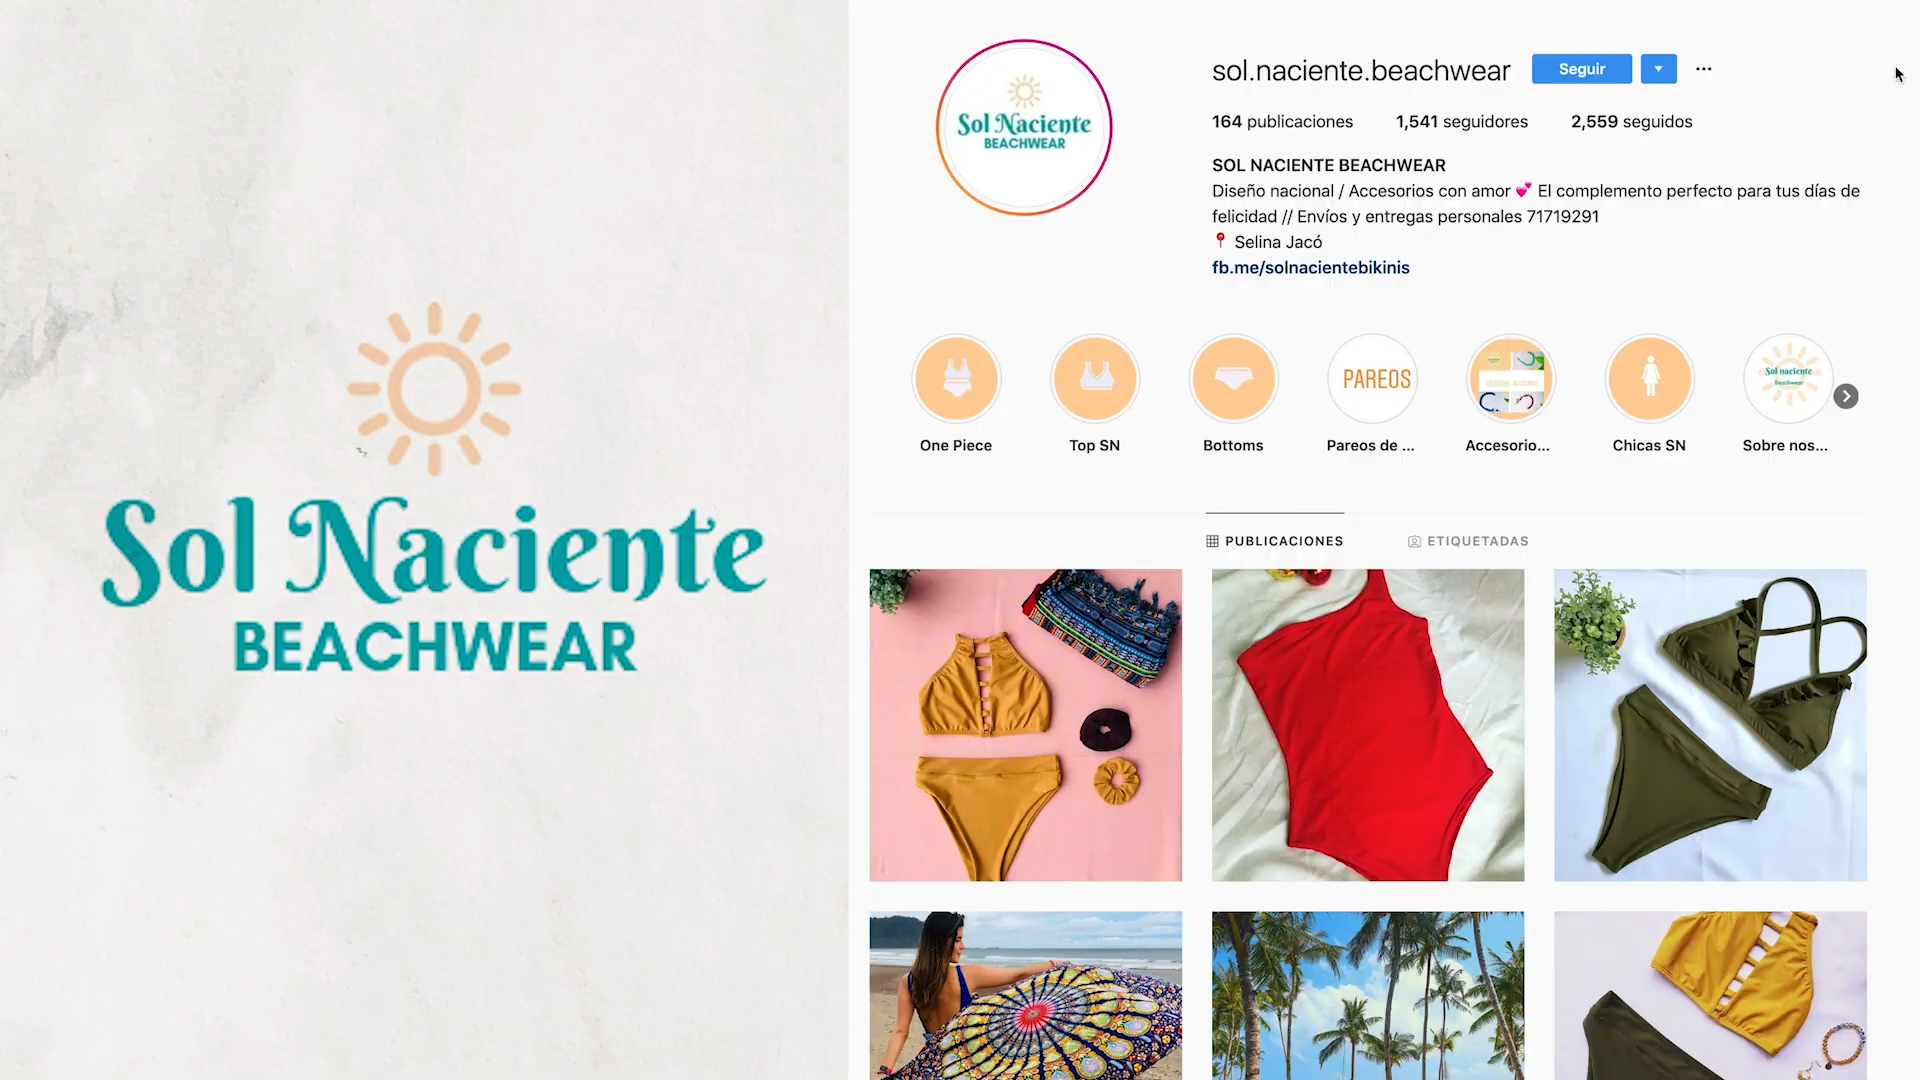 Sol Naciente
BEACHWEAR
Sol Naciente
BEACHWEAR
sol.naciente.beachwear
Seguir
164 publicaciones
1,541 seguidores
2,559 seguidos
SOL NACIENTE BEACHWEAR
Diseño nacional / Accesorios con amor 💕 El complemento perfecto para tus días de
felicidad // Envíos y entregas personales 71719291
📍 Selina Jacó
fb.me/solnacientebikinis
PAREOS
Sol naciente
Beachwear
One Piece
Top SN
Bottoms
Pareos de ...
Accesorio...
Chicas SN
Sobre nos...
PUBLICACIONES
ETIQUETADAS